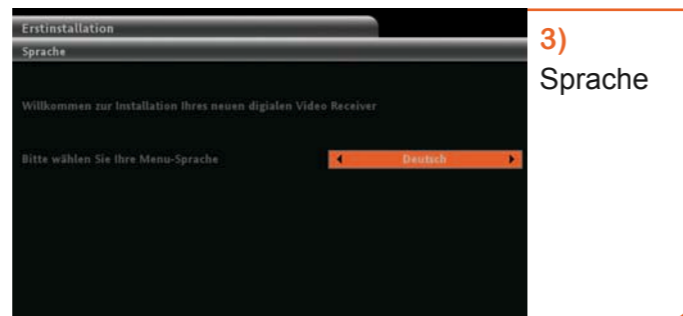 Erstinstallation
Sprache
Willkommen zur Installation Ihres neuen digialen Video Receiver
Bitte wählen Sie Ihre Menu-Sprache
Deutsch
3)
Sprache